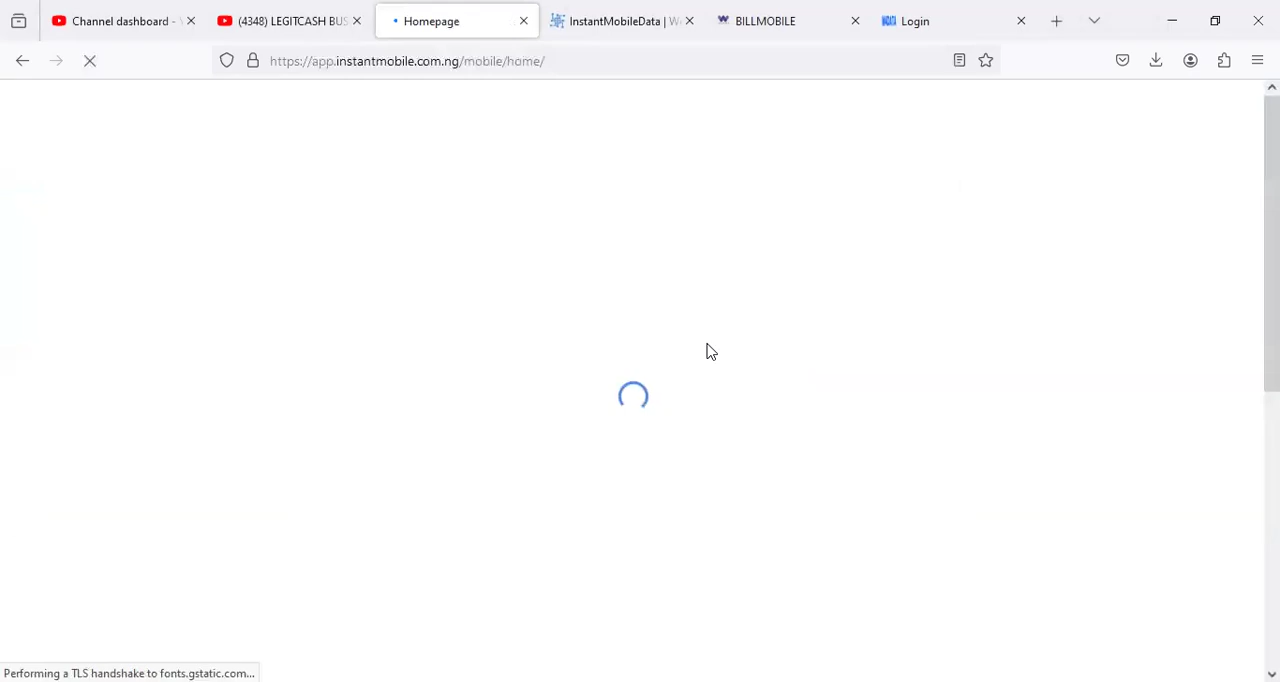 Channel dashboard -
(4348) LEGITCASH BUS
Homepage
InstantMobileData | W
BILLMOBILE
Login
https://app.instantmobile.com.ng/mobile/home/
Performing a TLS handshake to fonts.gstatic.com...